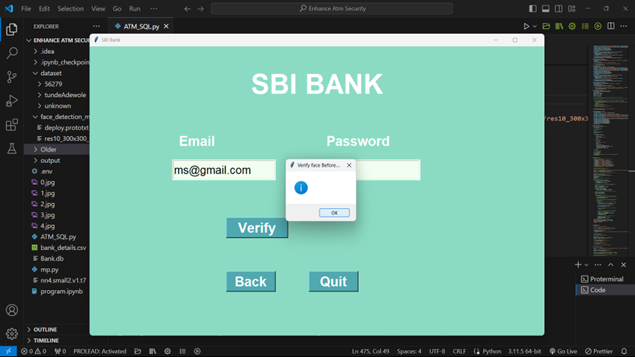 File Edit Selection View Go Run ...
Enhance Atm Security
EXPLORER
ATM_SQL.py
ENHANCE ATM SECU
.idea
.ipynb_checkpoin
dataset
56279
tundeAdewole
unknown
face_detection_m
deploy.prototxt
res10_300x300_
Older
output
.env
0.jpg
1.jpg
2.jpg
3.jpg
4.jpg
ATM_SQL.py
bank_details.csv
Bank.db
mp.py
nn4.small2.v1.t7
program.ipynb
OUTLINE
TIMELINE
SBI Bank
SBI BANK
Email Password
ms@gmail.com
Verify face Before...
OK
Verify
Back Quit
/res10_300x3
Proterminal
Code
0 0 0 PROLEAD: Activated Ln 475, Col 49 Spaces: 4 UTF-8 CRLF Python 3.11.5 64-bit Go Live Prettier